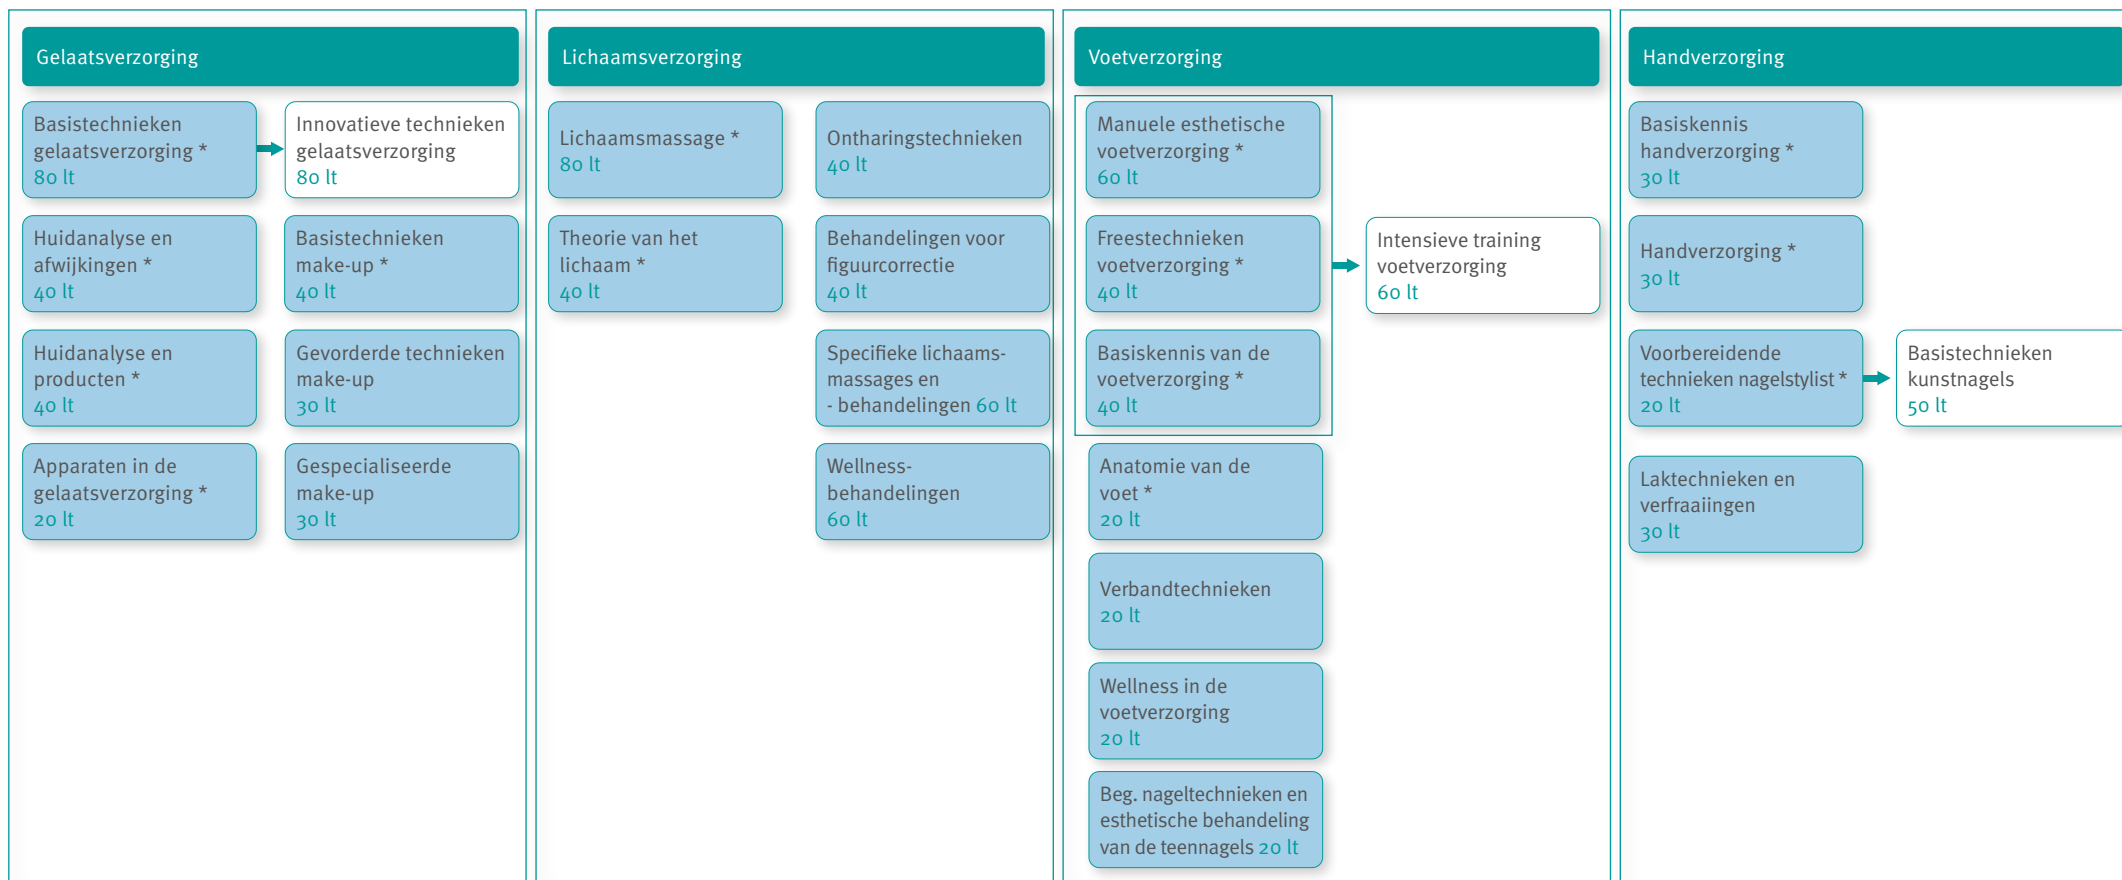 Gelaatsverzorging
Basistechnieken
gelaatsverzorging *
80 lt
Innovatieve technieken
gelaatsverzorging
80 lt
Huidanalyse en
afwijkingen *
40 lt
Basistechnieken
make-up *
40 lt
Huidanalyse en
producten *
40 lt
Gevorderde technieken
make-up
30 lt
Apparaten in de
gelaatsverzorging *
20 lt
Gespecialiseerde
make-up
30 lt
Lichaamsverzorging
Lichaamsmassage *
80 lt
Ontharingstechnieken
40 lt
Theorie van het
lichaam *
40 lt
Behandelingen voor
figuurcorrectie
40 lt
Specifieke lichaams-
massages en
- behandelingen 60 lt
Wellness-
behandelingen
60 lt
Voetverzorging
Manuele esthetische
voetverzorging *
60 lt
Freestechnieken
voetverzorging *
40 lt
Intensieve training
voetverzorging
60 lt
Basiskennis van de
voetverzorging *
40 lt
Anatomie van de
voet *
20 lt
Verbandtechnieken
20 lt
Wellness in de
voetverzorging
20 lt
Beg. nageltechnieken en
esthetische behandeling
van de teennagels 20 lt
Handverzorging
Basiskennis
handverzorging *
30 lt
Handverzorging *
30 lt
Voorbereidende
technieken nagelstylist *
20 lt
Basistechnieken
kunstnagels
50 lt
Laktechnieken en
verfraaiingen
30 lt